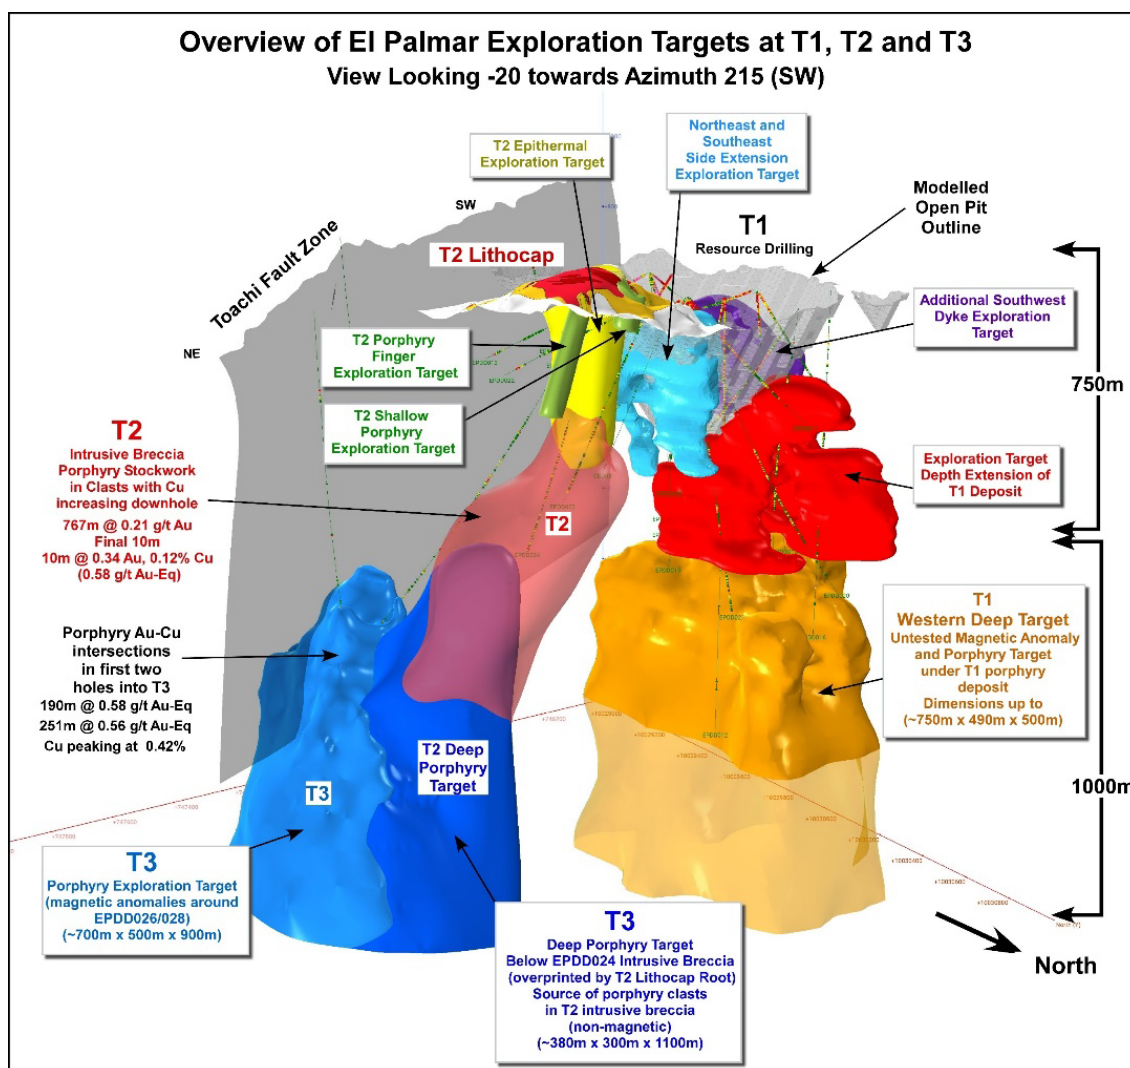 Overview of El Palmar Exploration Targets at T1, T2 and T3
View Looking -20 towards Azimuth 215 (SW)
T2 Epithermal
Exploration Target
Northeast and
Southeast
Side Extension
Exploration Target
SW
T1
Resource Drilling
Modelled
Open Pit
Outline
Toachi Fault Zone
NE
T2 Lithocap
Additional Southwest
Dyke Exploration
Target
T2 Porphyry
Finger
Exploration Target
T2 Shallow
Porphyry
Exploration Target
750m
T2
Intrusive Breccia
Porphyry Stockwork
in Clasts with Cu
increasing downhole
767m @ 0.21 g/t Au
Final 10m
10m @ 0.34 Au, 0.12% Cu
(0.58 g/t Au-Eq)
T2
Exploration Target
Depth Extension of
T1 Deposit
Porphyry Au-Cu
intersections
in first two
holes into T3
190m @ 0.58 g/t Au-Eq
251m @ 0.56 g/t Au-Eq
Cu peaking at 0.42%
T1
Western Deep Target
Untested Magnetic Anomaly
and Porphyry Target
under T1 porphyry
deposit
Dimensions up to
(~750m x 490m x 500m)
T2 Deep
Porphyry
Target
T3
1000m
T3
Porphyry Exploration Target
(magnetic anomalies around
EPDD026/028)
(~700m x 500m x 900m)
T3
Deep Porphyry Target
Below EPDD024 Intrusive Breccia
(overprinted by T2 Lithocap Root)
Source of porphyry clasts
in T2 intrusive breccia
(non-magnetic)
(~380m x 300m x 1100m)
North (Y)
North